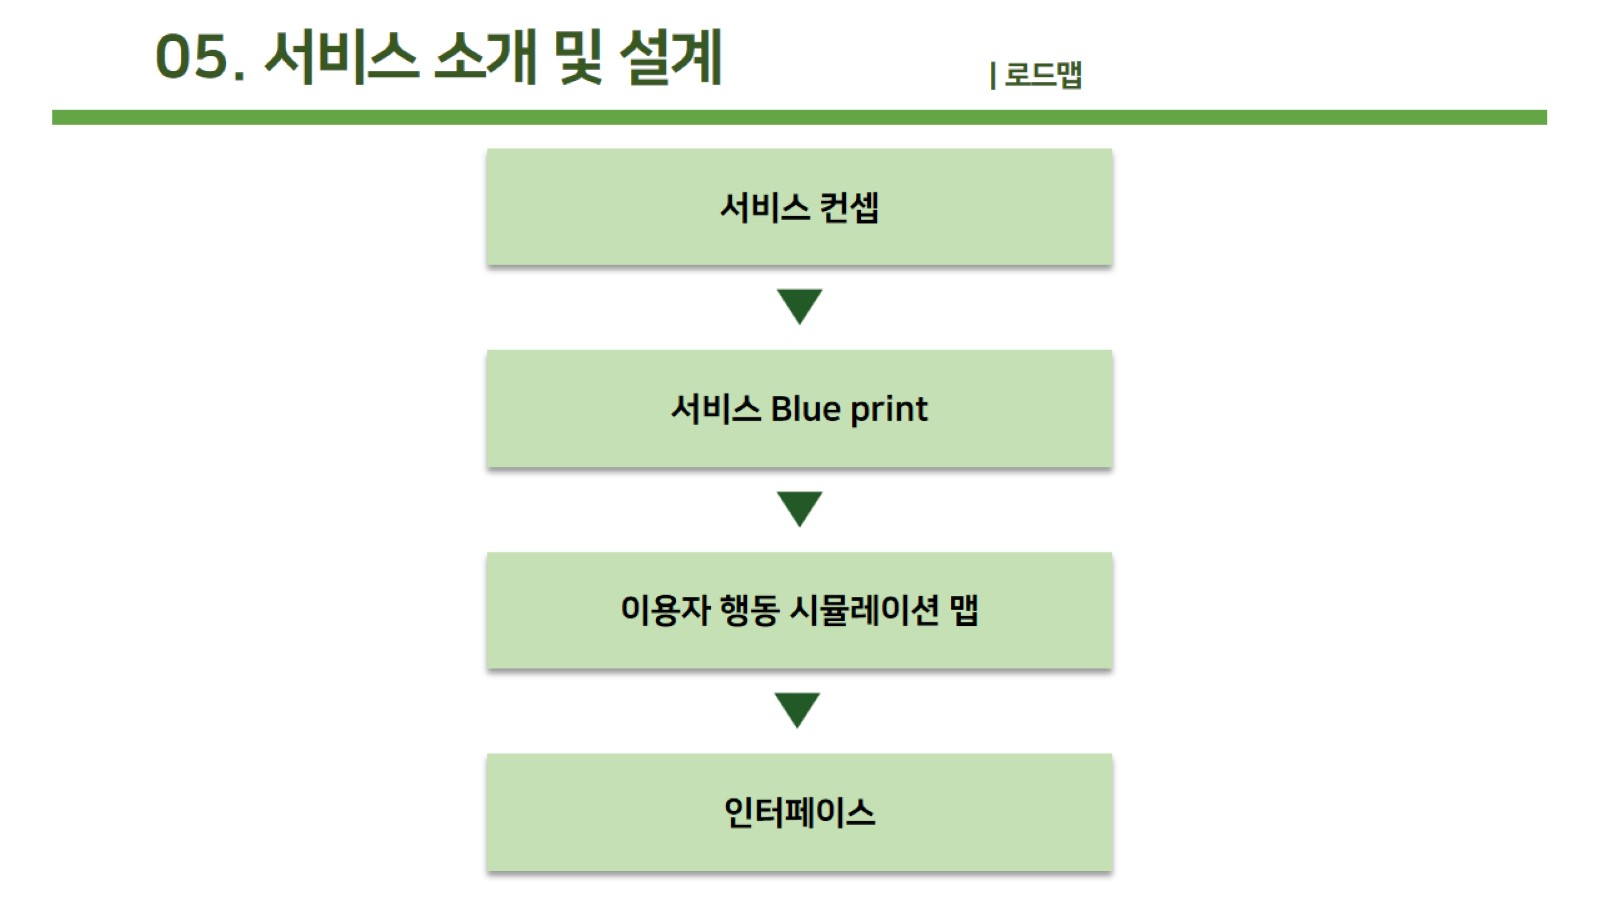 05. 서비스 소개 및 설계
| 로드맵
서비스 컨셉
서비스 Blue print
이용자 행동 시뮬레이션 맵
인터페이스